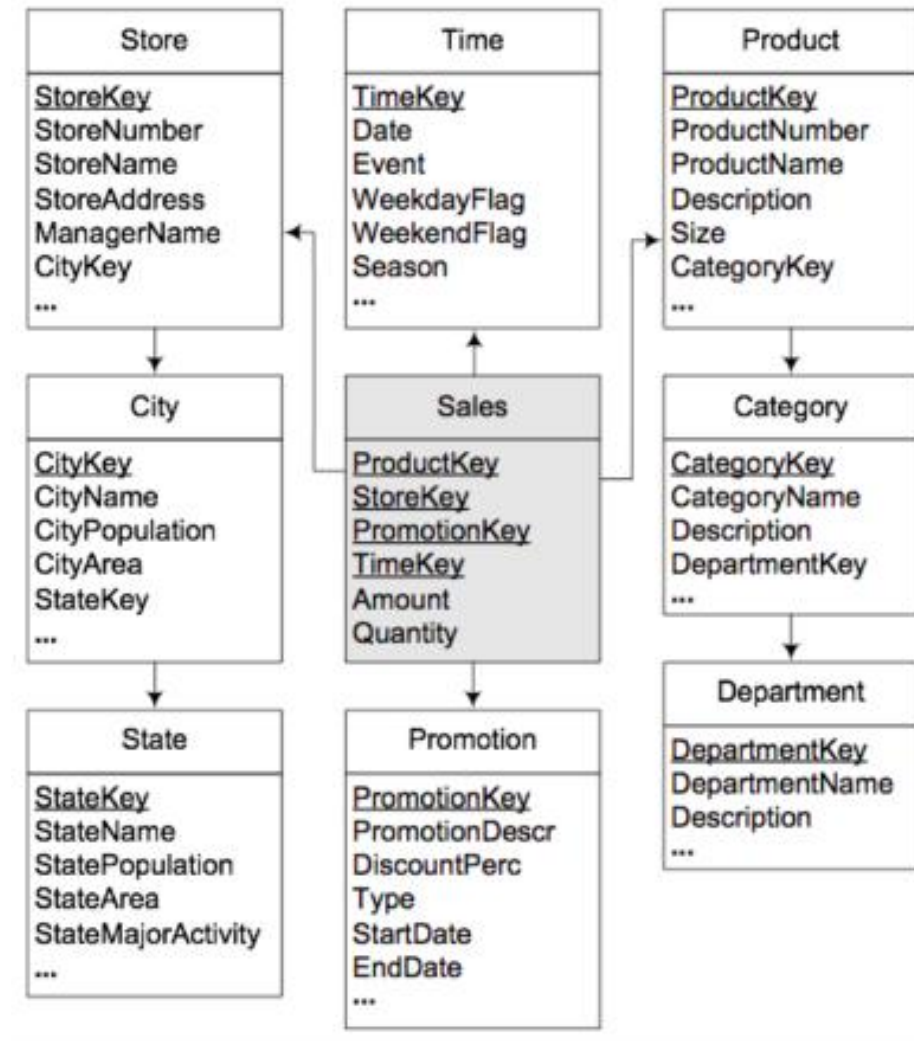 Store
StoreKey
StoreNumber
StoreName
StoreAddress
ManagerName
CityKey
...
Time
TimeKey
Date
Event
WeekdayFlag
WeekendFlag
Season
...
Product
ProductKey
ProductNumber
ProductName
Description
Size
CategoryKey
...
City
CityKey
CityName
CityPopulation
CityArea
StateKey
...
Sales
ProductKey
StoreKey
PromotionKey
TimeKey
Amount
Quantity
Category
CategoryKey
CategoryName
Description
DepartmentKey
...
State
StateKey
StateName
StatePopulation
StateArea
StateMajorActivity
...
Promotion
PromotionKey
PromotionDescr
DiscountPerc
Type
StartDate
EndDate
...
Department
DepartmentKey
DepartmentName
Description
...